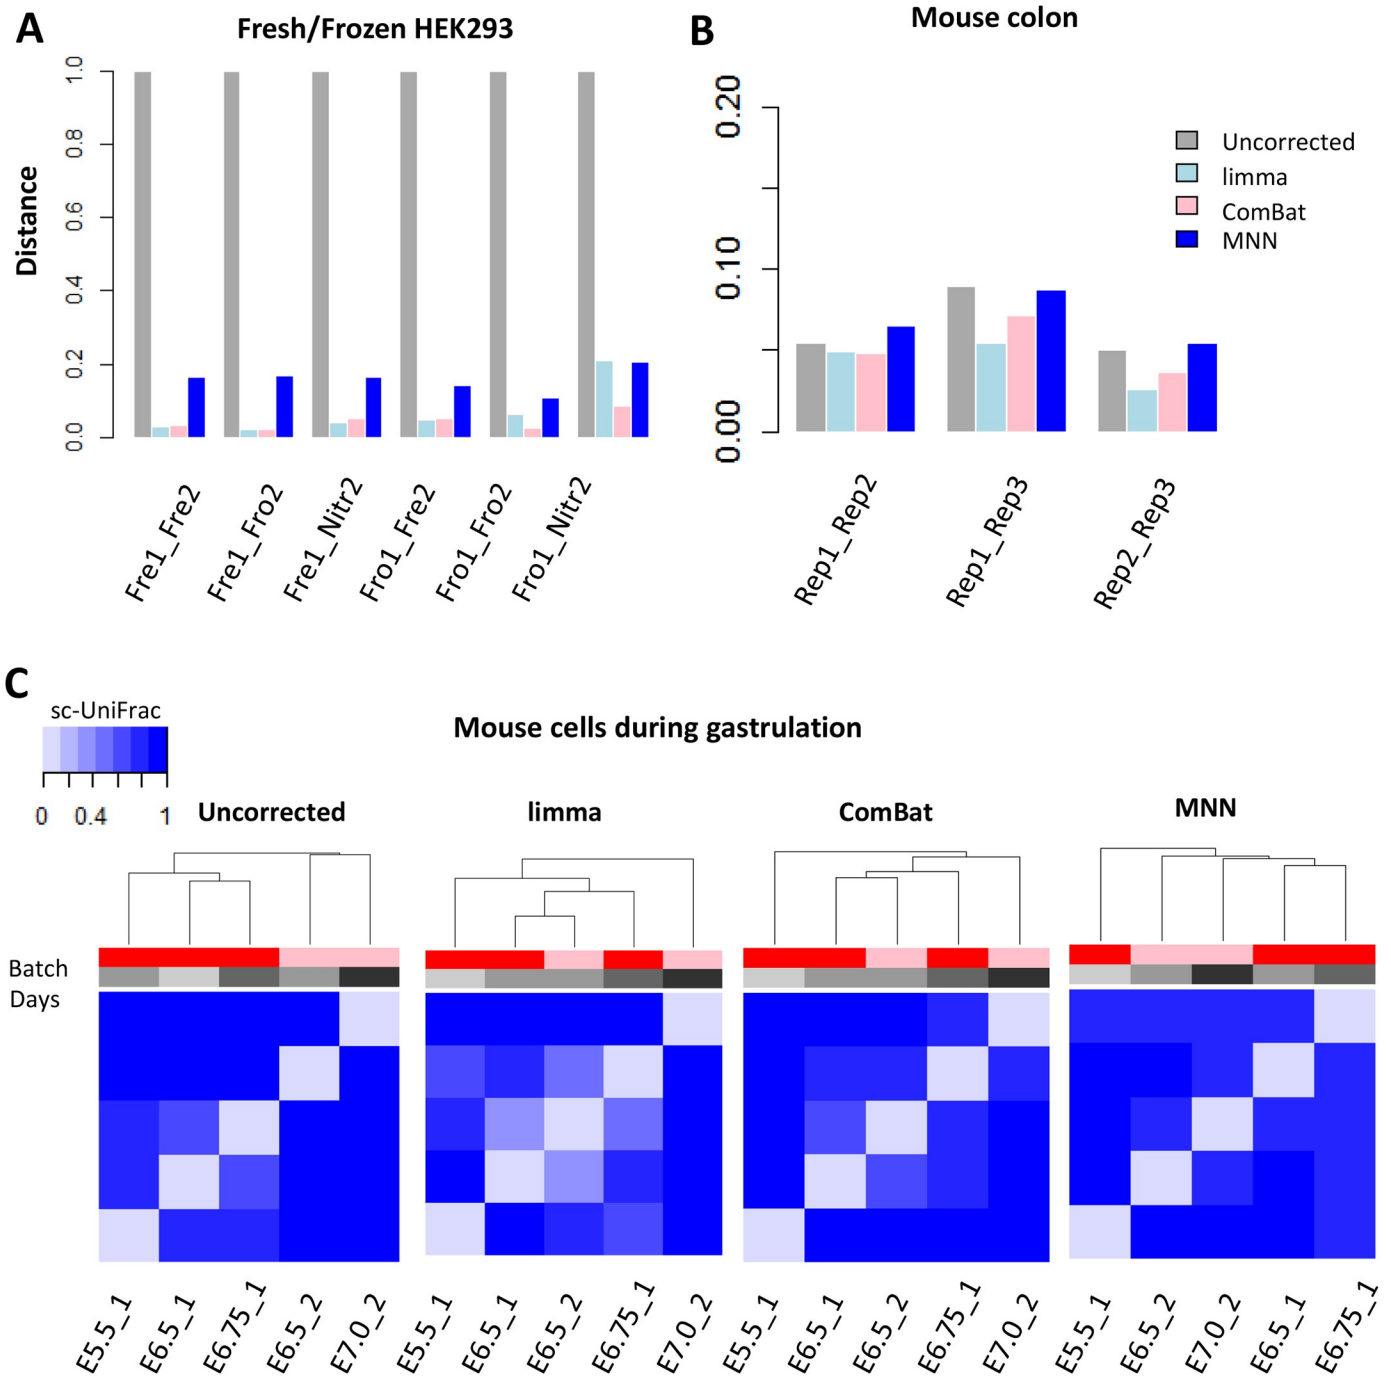 A
Fresh/Frozen HEK293
Distance
1.0
0.8
0.6
0.4
0.2
0.0
Fre1_Fre2
Fre1_Fro2
Fre1_Nitr2
Fro1_Fre2
Fro1_Fro2
Fro1_Nitr2
B
Mouse colon
0.20
0.10
0.00
Uncorrected
limma
ComBat
MNN
Rep1_Rep2
Rep1_Rep3
Rep2_Rep3
C
sc-UniFrac
0 0.4 1
Mouse cells during gastrulation
Uncorrected
limma
ComBat
MNN
Batch
Days
E5.5_1
E6.5_1
E6.75_1
E6.5_2
E7.0_2
E5.5_1
E6.5_1
E6.5_2
E6.75_1
E7.0_2
E5.5_1
E6.5_1
E6.5_2
E6.75_1
E7.0_2
E5.5_1
E6.5_2
E7.0_2
E6.5_1
E6.75_1